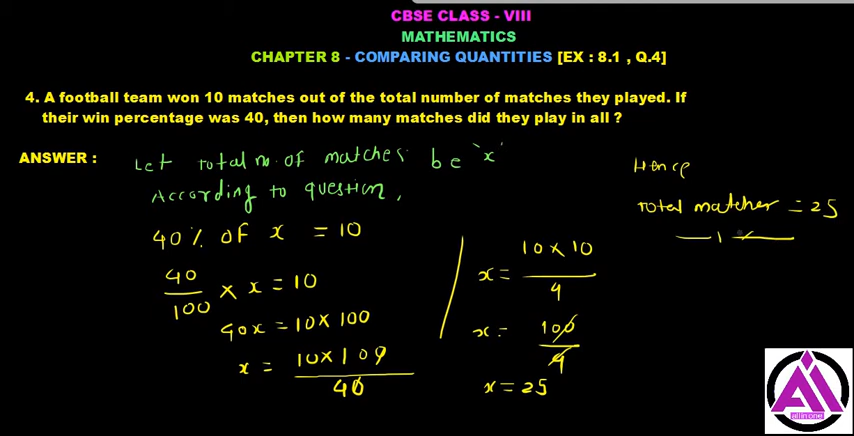 CBSE CLASS - VIII
MATHEMATICS
CHAPTER 8 - COMPARING QUANTITIES [EX : 8.1 , Q.4]
4. A football team won 10 matches out of the total number of matches they played. If
their win percentage was 40, then how many matches did they play in all ?
ANSWER :
Let total no. of matches be 'x'
According to question,
40% of x = 10
40/100 × x = 10
40x = 10 × 100
x = 10 × 100 / 40
x = 10 × 10 / 4
x = 100 / 4
x = 25
Hence
Total matches = 25
all in one